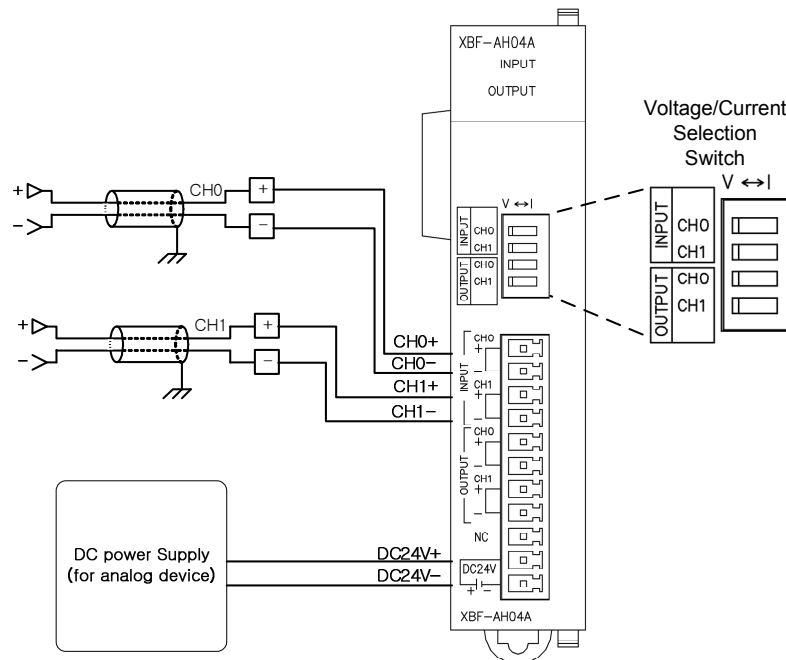 XBF-AH04A
INPUT
OUTPUT
Voltage/Current
Selection
Switch
V ↔ I
INPUT
CH0
CH1
OUTPUT
CH0
CH1
V ↔ I
INPUT
CH0
CH1
OUTPUT
CH0
CH1
+
−
CH0
+
−
+
−
CH1
+
−
CH0+
CH0−
CH1+
CH1−
INPUT
CH0
+
−
CH1
+
−
OUTPUT
CH0
+
−
CH1
+
−
NC
DC power Supply
(for analog device)
DC24V+
DC24V−
DC24V
+ −
XBF-AH04A